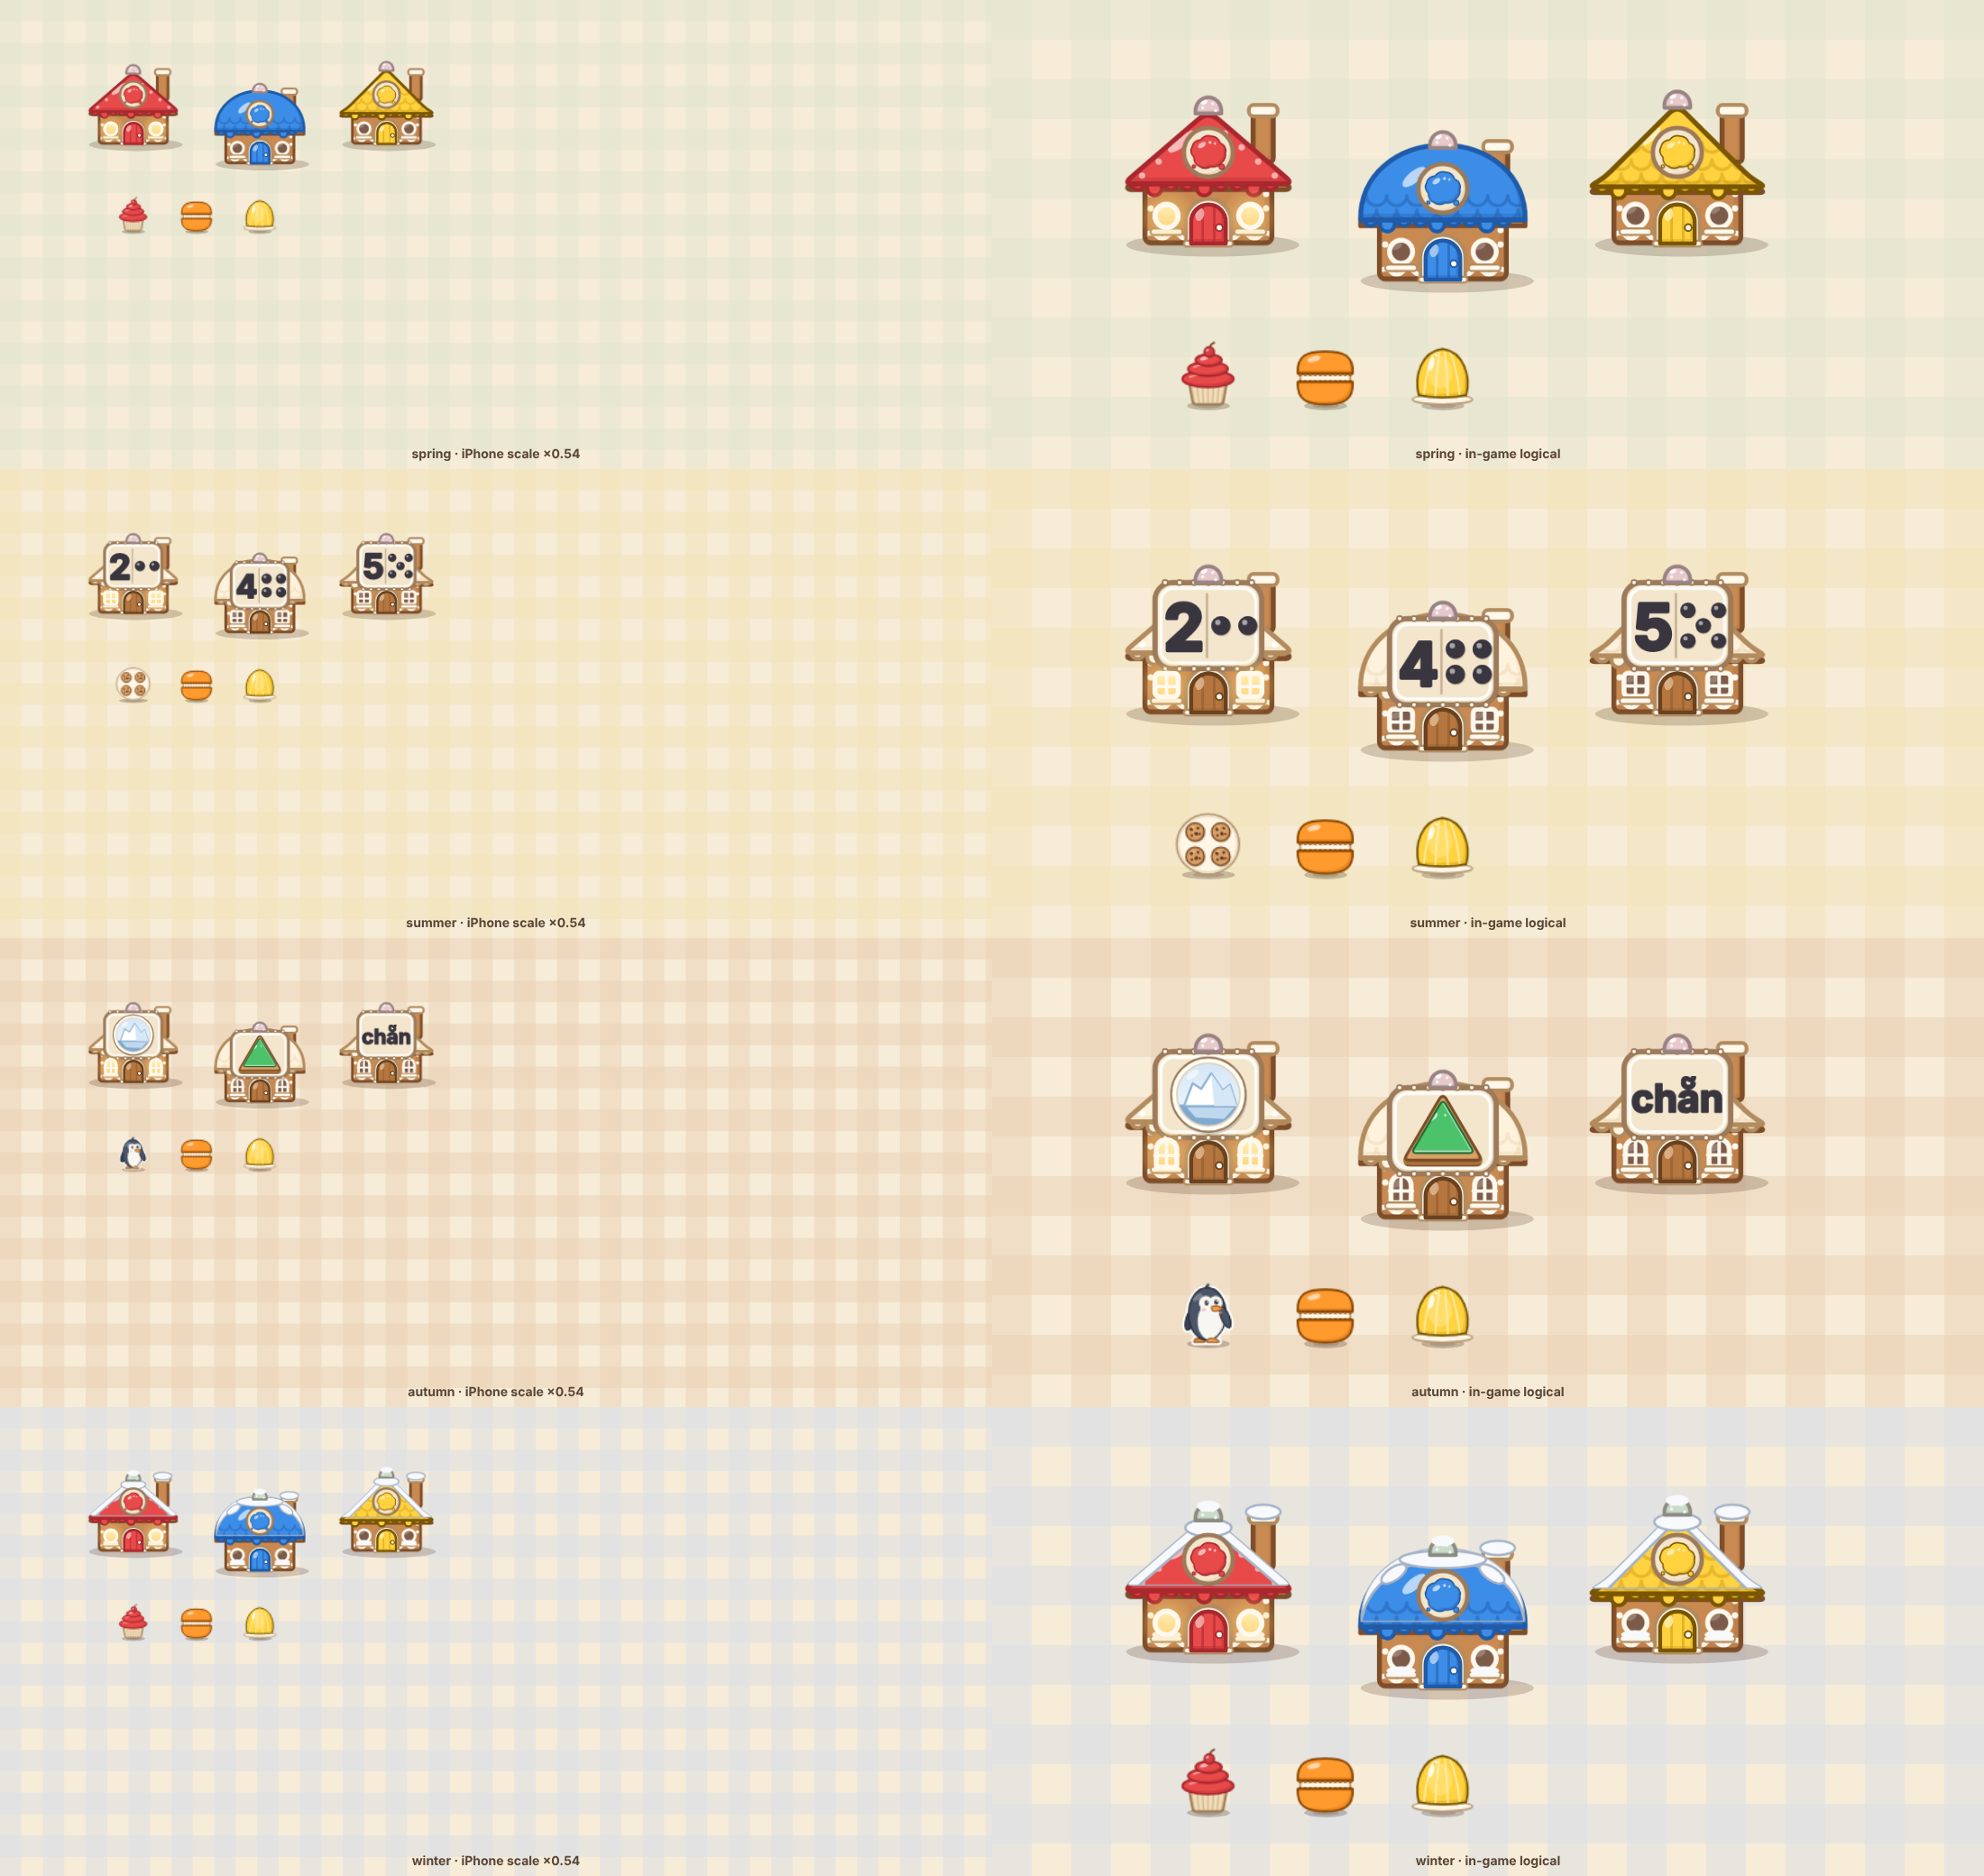 spring · iPhone scale ×0.54
spring · in-game logical
2
4
5
2
4
5
summer · iPhone scale ×0.54
summer · in-game logical
chẵn
chẵn
autumn · iPhone scale ×0.54
autumn · in-game logical
winter · iPhone scale ×0.54
winter · in-game logical